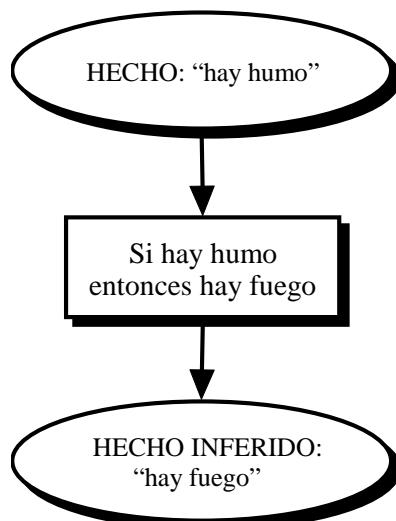 HECHO: “hay humo”
Si hay humo
entonces hay fuego
HECHO INFERIDO:
“hay fuego”